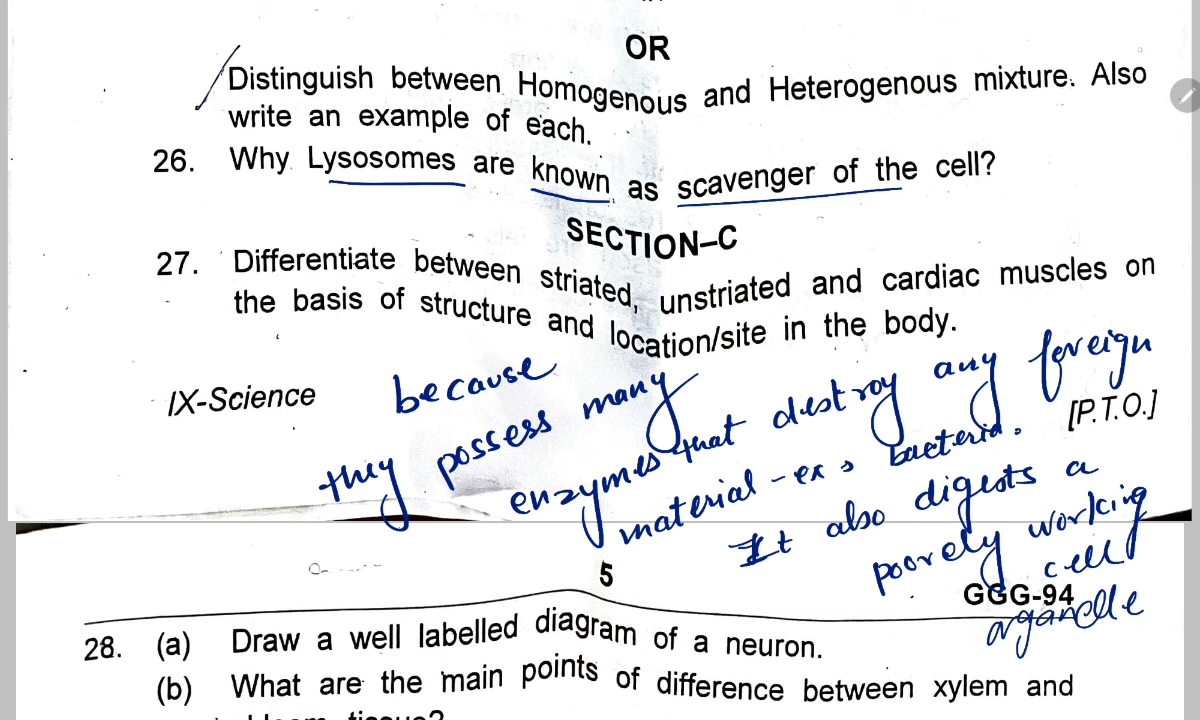 OR
Distinguish between Homogenous and Heterogenous mixture. Also
write an example of each.
26. Why Lysosomes are known as scavenger of the cell?
SECTION–C
27. Differentiate between striated, unstriated and cardiac muscles on
the basis of structure and location/site in the body.
IX-Science
[P.T.O.]
because
they possess many
enzymes that destroy any foreign
material - ex , bacteria.
It also digests a
poorely working
cell
organelle
5
GGG-94
28. (a) Draw a well labelled diagram of a neuron.
(b) What are the main points of difference between xylem and
tissue?